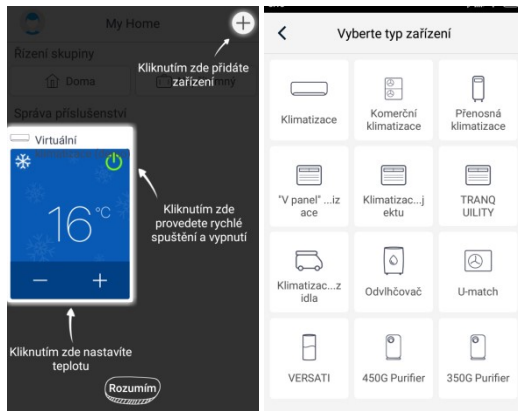 My Home
Řízení skupiny
Kliknutím zde přidáte
zařízení
Doma
Správa příslušenství
Virtuální
16°C
Kliknutím zde
provedete rychlé
spuštění a vypnutí
Kliknutím zde nastavíte
teplotu
Rozumím
Vyberte typ zařízení
Klimatizace
Komerční
klimatizace
Přenosná
klimatizace
"V panel" ...iz
ace
Klimatizac...j
ektu
TRANQ
UILITY
Klimatizac...z
idla
Odvlhčovač
U-match
VERSATI
450G Purifier
350G Purifier